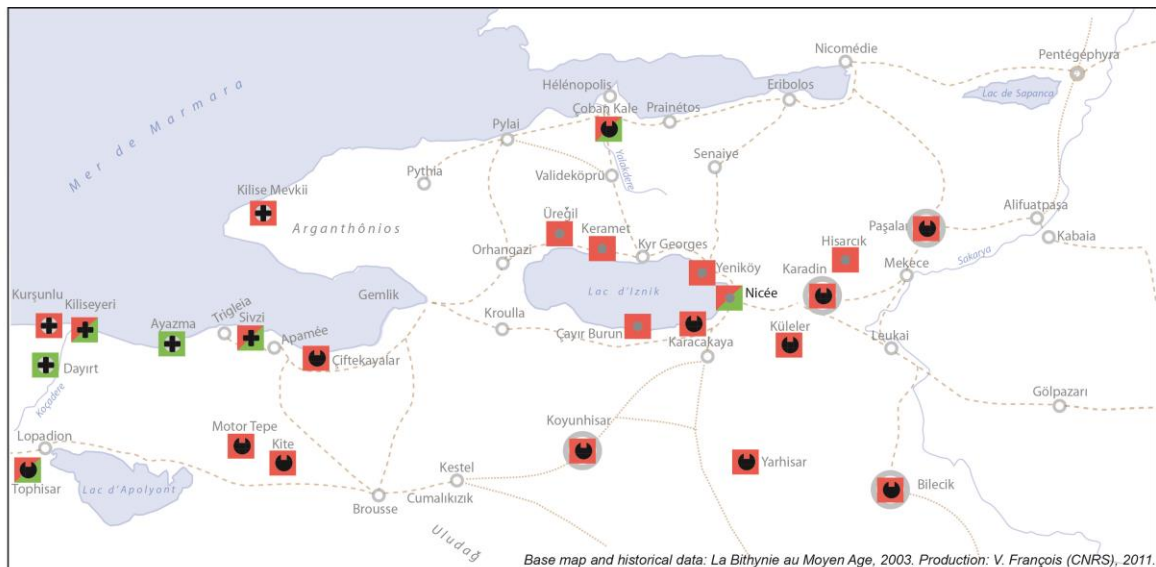 Nicomédie
Pentégéphyra
Hélénopolis
Eribolos
Lac de Sapanca
Çoban Kale
Prainétos
Pylai
Mer de Marmara
Yalakdere
Senaiye
Pythia
Valideköprü
Kilise Mevkii
Alifuatpaşa
Arganthônios
Üreğil
Paşalar
Keramet
Kyr Georges
Hisarcık
Kabaia
Orhangazi
Yeniköy
Karadin
Mekece
Sakarya
Lac d'Iznik
Nicée
Gemlik
Kurşunlu
Kiliseyeri
Ayazma
Trigleia
Sivzi
Kroulla
Çayır Burun
Küleler
Apamée
Karacakaya
Leukai
Çiftekayalar
Dayırt
Koçadere
Gölpazarı
Motor Tepe
Koyunhisar
Lopadion
Kite
Yarhisar
Kestel
Tophisar
Lac d'Apolyont
Cumalıkızık
Bilecik
Brousse
Uludağ
Base map and historical data: La Bithynie au Moyen Age, 2003. Production: V. François (CNRS), 2011.